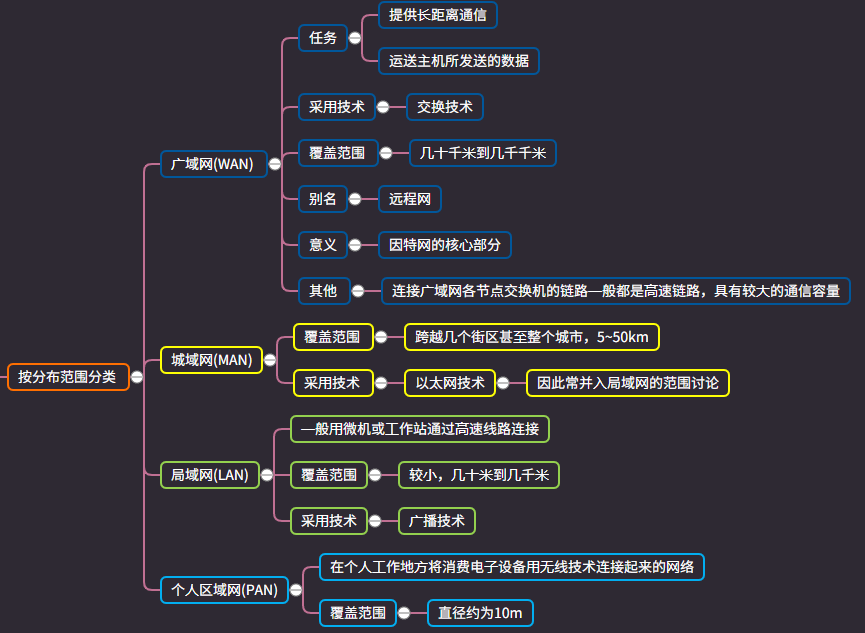 按分布范围分类
广域网(WAN)
任务
提供长距离通信
运送主机所发送的数据
采用技术
交换技术
覆盖范围
几十千米到几千千米
别名
远程网
意义
因特网的核心部分
其他
连接广域网各节点交换机的链路一般都是高速链路，具有较大的通信容量
城域网(MAN)
覆盖范围
跨越几个街区甚至整个城市，5~50km
采用技术
以太网技术
因此常并入局域网的范围讨论
局域网(LAN)
一般用微机或工作站通过高速线路连接
覆盖范围
较小，几十米到几千米
采用技术
广播技术
个人区域网(PAN)
在个人工作地方将消费电子设备用无线技术连接起来的网络
覆盖范围
直径约为10m